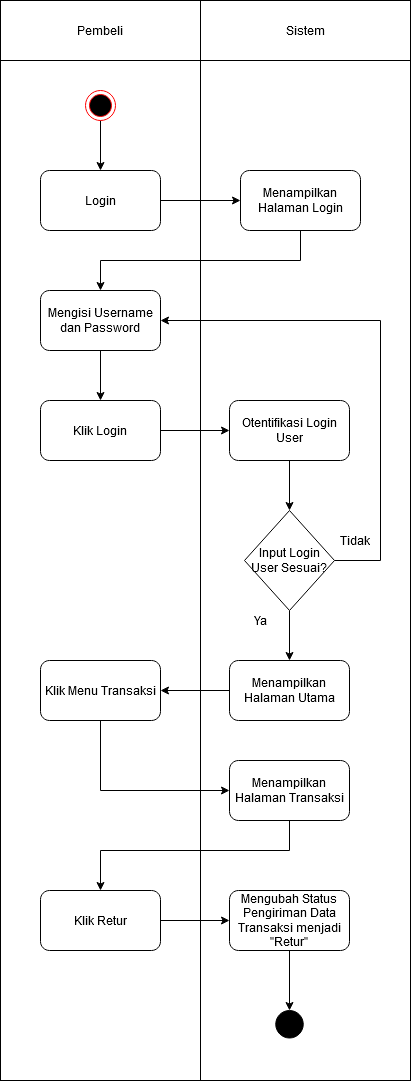 Pembeli
Sistem
Login
Menampilkan
Halaman Login
Mengisi Username
dan Password
Klik Login
Otentifikasi Login
User
Input Login
User Sesuai?
Tidak
Ya
Klik Menu Transaksi
Menampilkan
Halaman Utama
Menampilkan
Halaman Transaksi
Klik Retur
Mengubah Status
Pengiriman Data
Transaksi menjadi
"Retur"